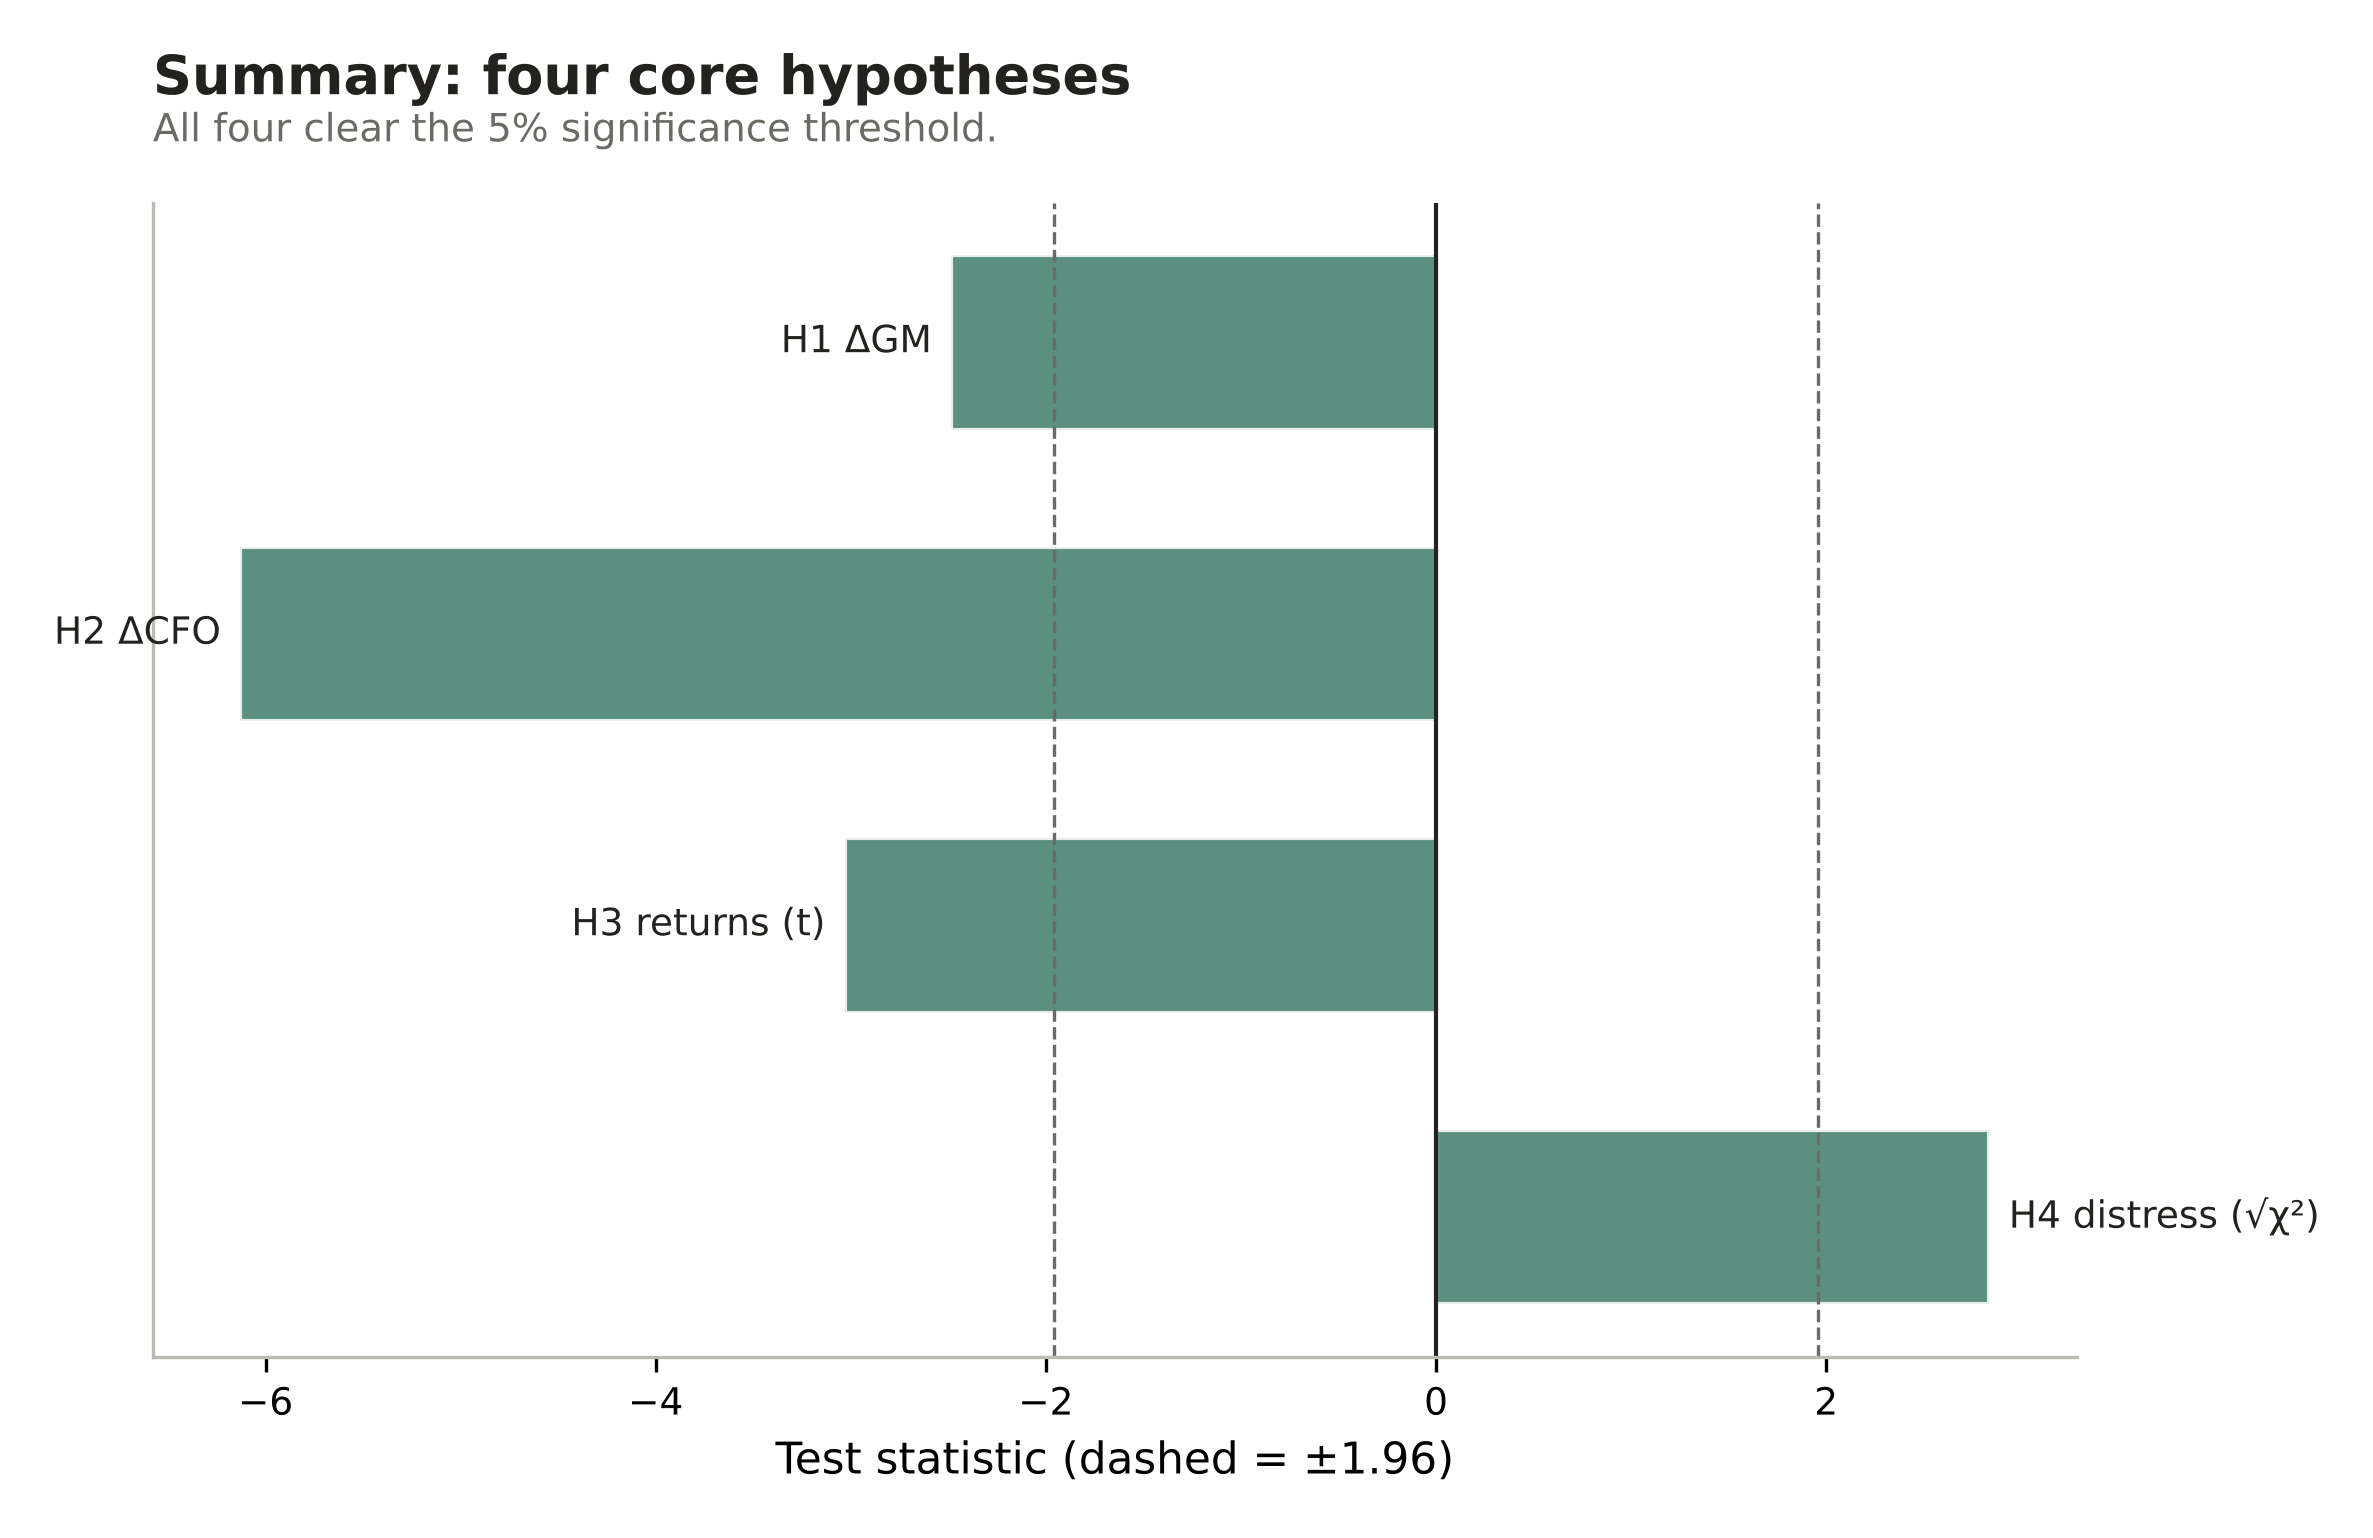 Summary: four core hypotheses
All four clear the 5% significance threshold.
H1 ΔGM
H2 ΔCFO
H3 returns (t)
H4 distress (√χ²)
−6 −4 −2 0 2
Test statistic (dashed = ±1.96)